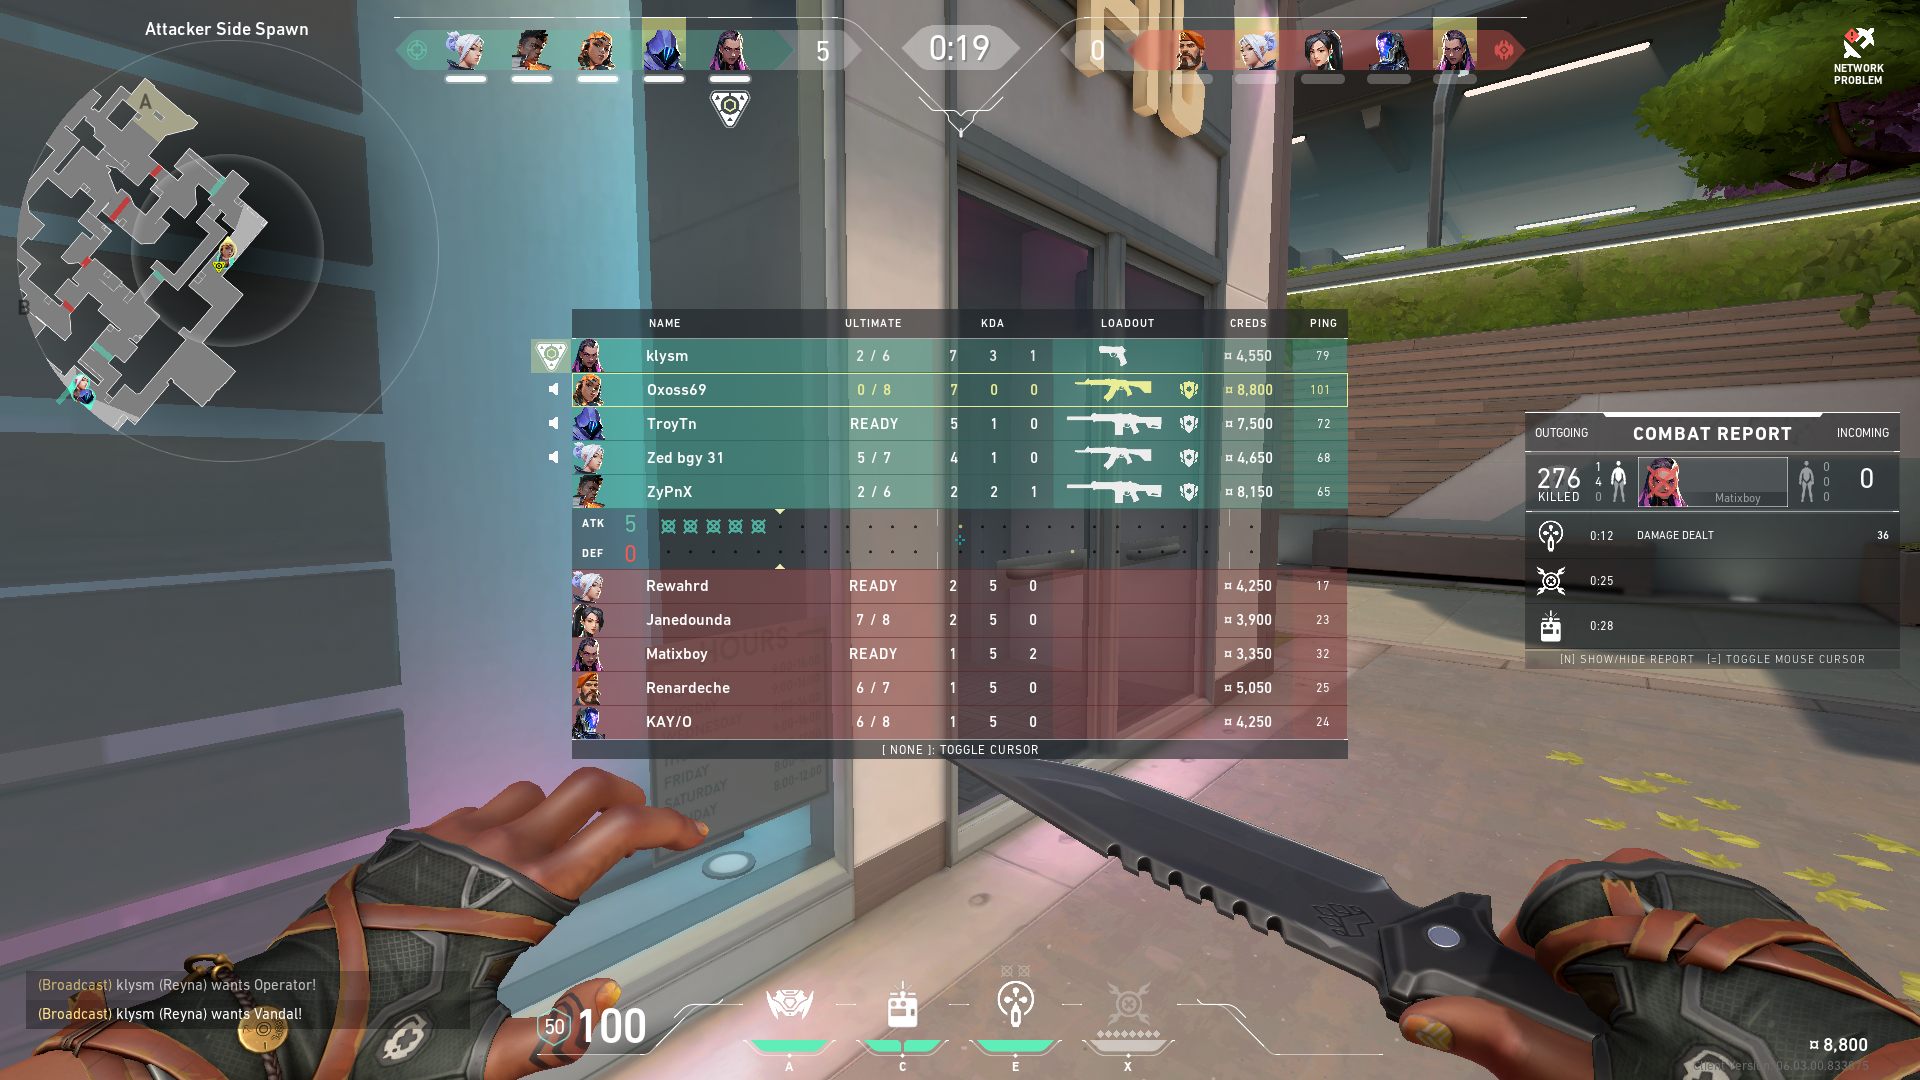 Attacker Side Spawn
5
0:19
0
NETWORK
PROBLEM
A
B
NAME ULTIMATE KDA LOADOUT CREDS PING
klysm 2 / 6 7 3 1 ¤ 4,550 79
Oxoss69 0 / 8 7 0 0 ¤ 8,800 101
TroyTn READY 5 1 0 ¤ 7,500 72
Zed bgy 31 5 / 7 4 1 0 ¤ 4,650 68
ZyPnX 2 / 6 2 2 1 ¤ 8,150 65
ATK 5
DEF 0
Rewahrd READY 2 5 0 ¤ 4,250 17
Janedounda 7 / 8 2 5 0 ¤ 3,900 23
Matixboy READY 1 5 2 ¤ 3,350 32
Renardeche 6 / 7 1 5 0 ¤ 5,050 25
KAY/O 6 / 8 1 5 0 ¤ 4,250 24
[ NONE ]: TOGGLE CURSOR
HOURS
FRIDAY
SATURDAY
8:00-12:00
OUTGOING COMBAT REPORT INCOMING
276 KILLED 1 4 0 Matixboy 0 0 0 0
0:12 DAMAGE DEALT 36
0:25
0:28
[N] SHOW/HIDE REPORT [=] TOGGLE MOUSE CURSOR
(Broadcast) klysm (Reyna) wants Operator!
(Broadcast) klysm (Reyna) wants Vandal!
50 100
A C E X
¤ 8,800